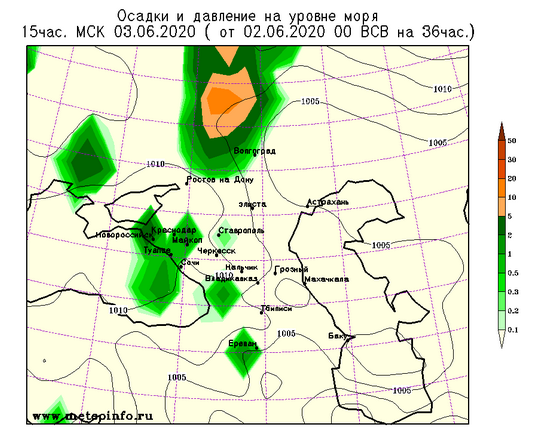 Осадки и давление на уровне моря
15час. МСК 03.06.2020 ( от 02.06.2020 00 ВСВ на 36час.)
1010
1005
1005
Волгоград
1010
Ростов на Дону
Элиста
Астрахань
Краснодар
Новороссийск
Майкоп
Ставрополь
1005
Туапсе
Черкесск
Сочи
Нальчик
Грозный
1010
Владикавказ
Махачкала
1010
Тбилиси
1005
Ереван
Баку
1005
1005
www.meteoinfo.ru
50
30
20
10
5
2
1
0.5
0.3
0.2
0.1